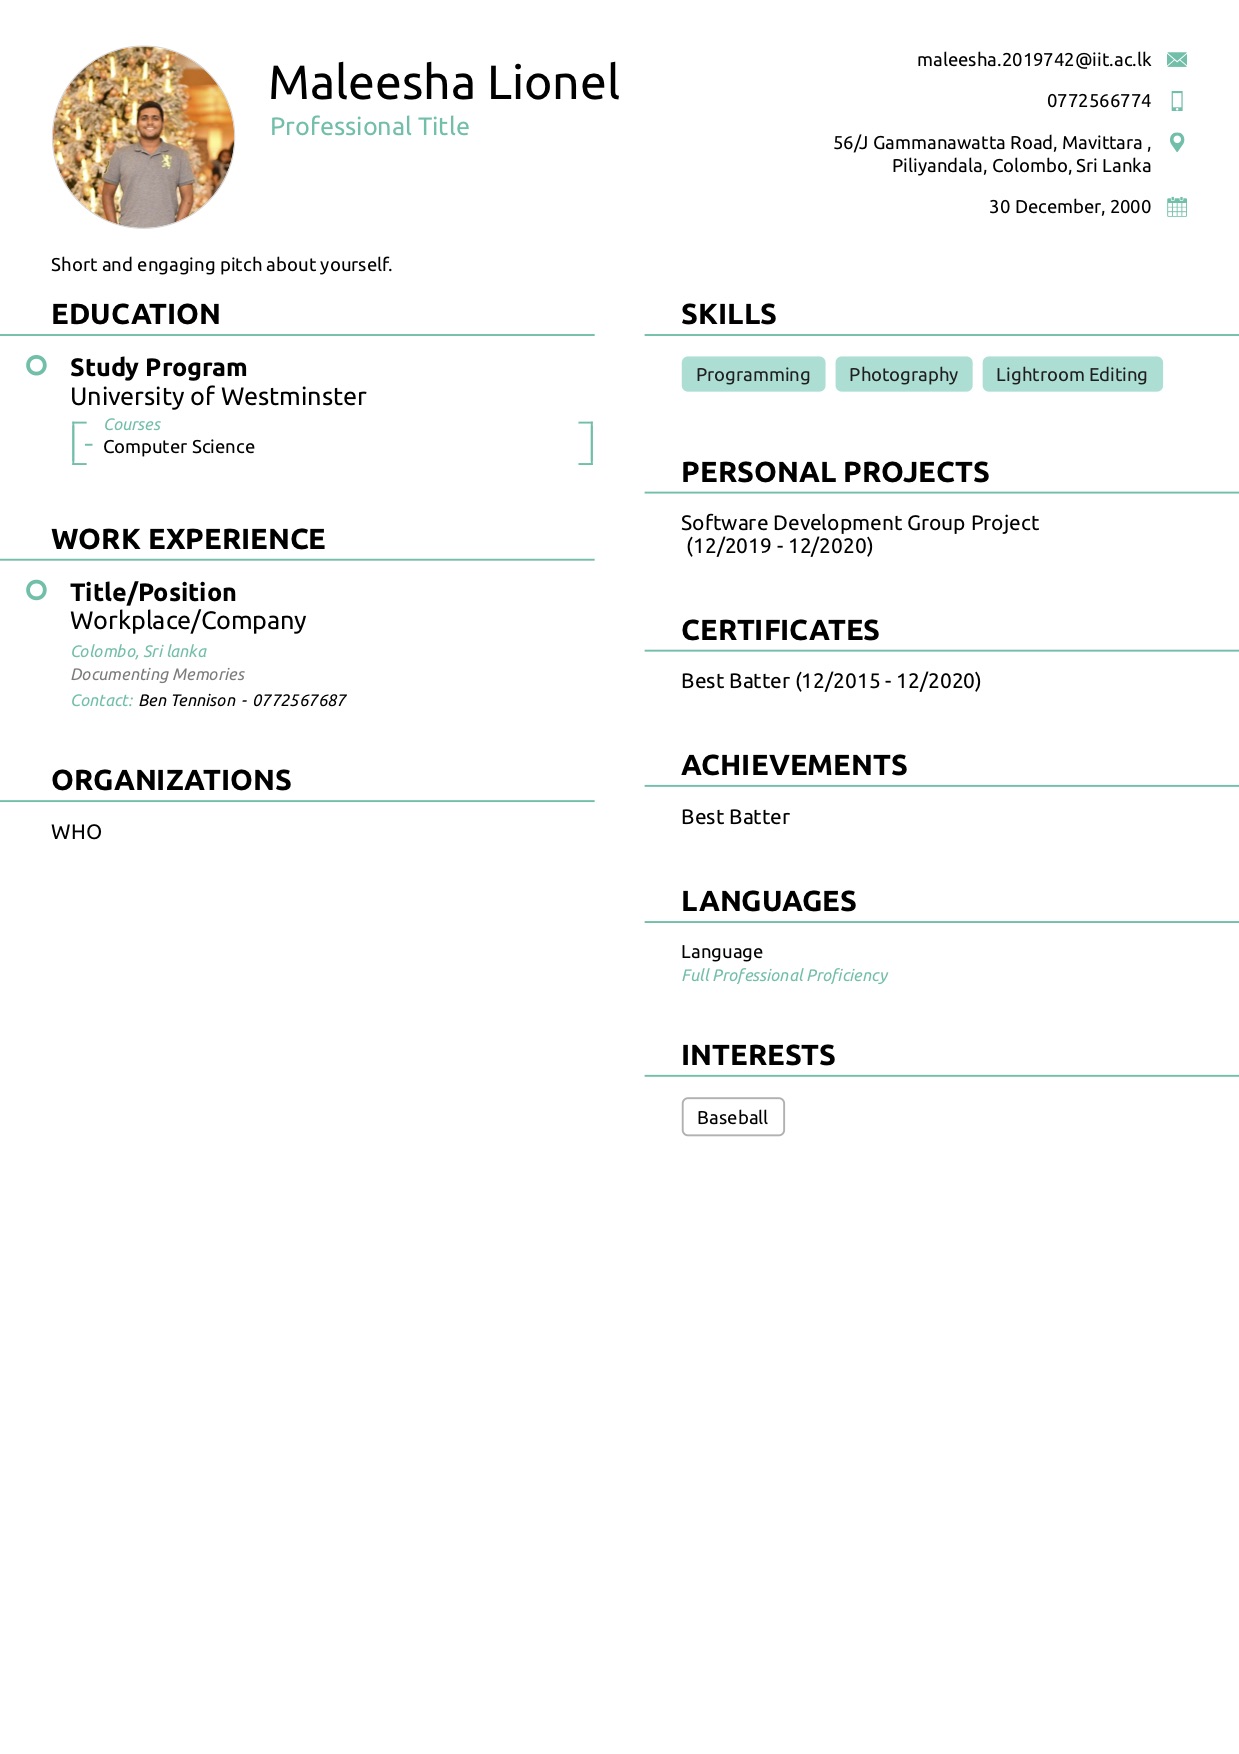 Maleesha Lionel
Professional Title
maleesha.2019742@iit.ac.lk
0772566774
56/J Gammanawatta Road, Mavittara ,
Piliyandala, Colombo, Sri Lanka
30 December, 2000
Short and engaging pitch about yourself.
EDUCATION
Study Program
University of Westminster
Courses
- Computer Science
WORK EXPERIENCE
Title/Position
Workplace/Company
Colombo, Sri lanka
Documenting Memories
Contact: Ben Tennison - 0772567687
ORGANIZATIONS
WHO
SKILLS
Programming Photography Lightroom Editing
PERSONAL PROJECTS
Software Development Group Project
(12/2019 - 12/2020)
CERTIFICATES
Best Batter (12/2015 - 12/2020)
ACHIEVEMENTS
Best Batter
LANGUAGES
Language
Full Professional Proficiency
INTERESTS
Baseball